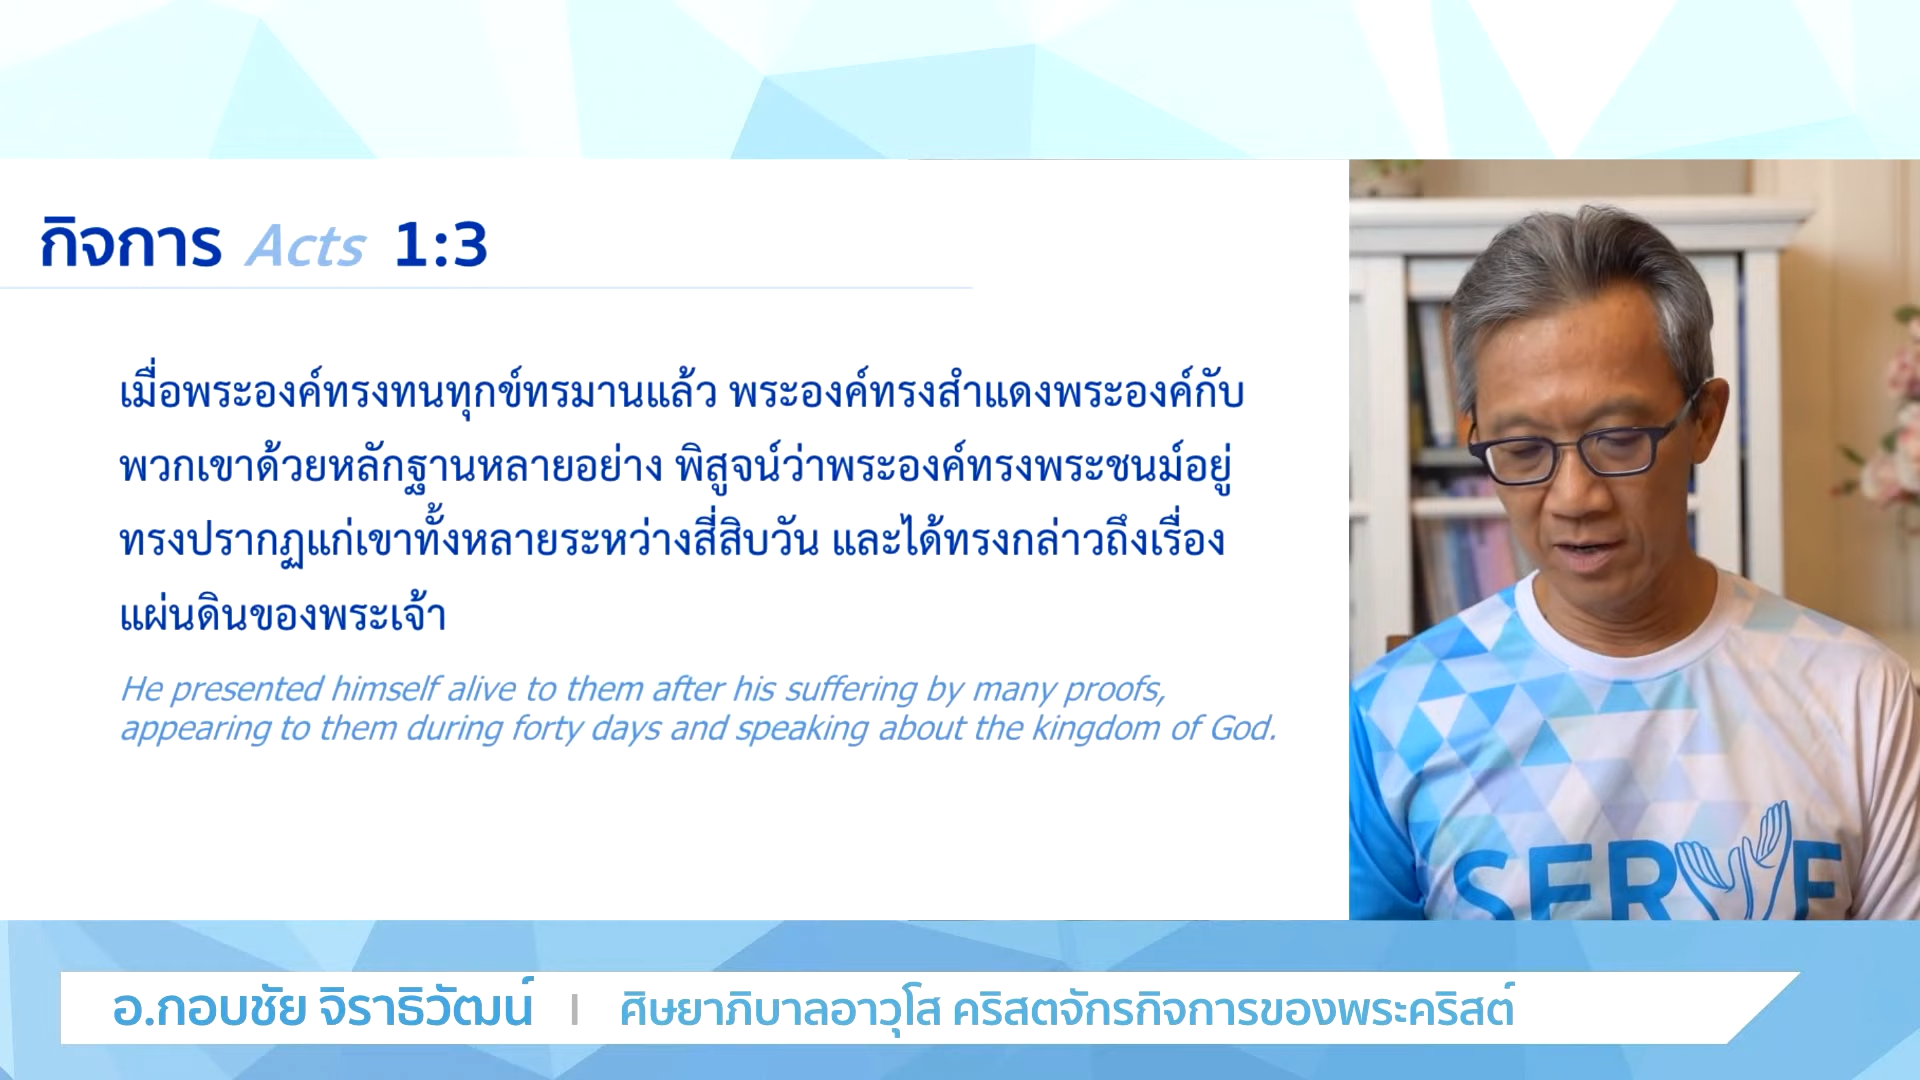 กิจการ Acts 1:3
เมื่อพระองค์ทรงทนทุกข์ทรมานแล้ว พระองค์ทรงสำแดงพระองค์กับ
พวกเขาด้วยหลักฐานหลายอย่าง พิสูจน์ว่าพระองค์ทรงพระชนม์อยู่
ทรงปรากฏแก่เขาทั้งหลายระหว่างสี่สิบวัน และได้ทรงกล่าวถึงเรื่อง
แผ่นดินของพระเจ้า
He presented himself alive to them after his suffering by many proofs,
appearing to them during forty days and speaking about the kingdom of God.
SERVE
อ.กอบชัย จิราธิวัฒน์ | ศิษยาภิบาลอาวุโส คริสตจักรกิจการของพระคริสต์